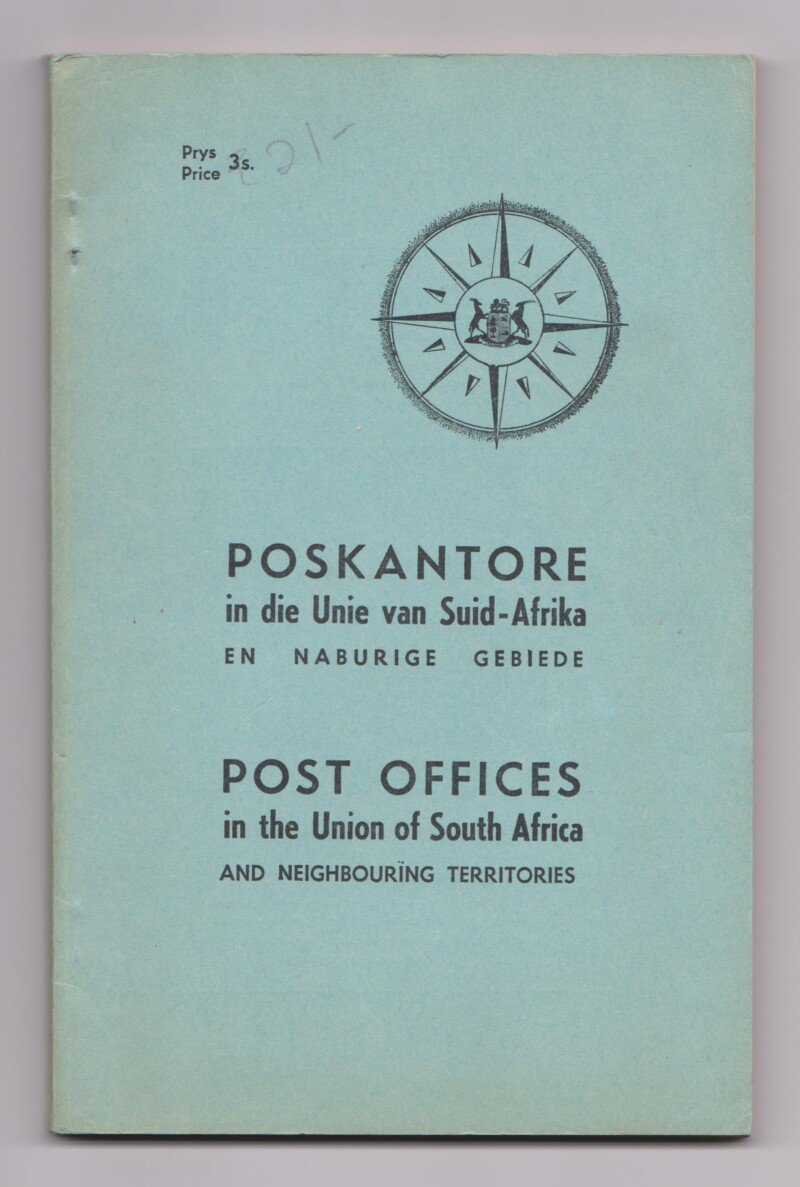 Prys
Price 3s.
21-
POSKANTORE
in die Unie van Suid-Afrika
EN NABURIGE GEBIEDE
POST OFFICES
in the Union of South Africa
AND NEIGHBOURÏNG TERRITORIES